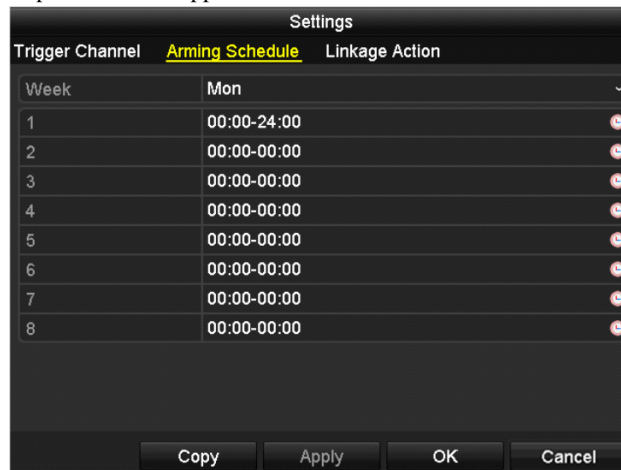 Settings
Trigger Channel Arming Schedule Linkage Action
Week Mon
1 00:00-24:00
2 00:00-00:00
3 00:00-00:00
4 00:00-00:00
5 00:00-00:00
6 00:00-00:00
7 00:00-00:00
8 00:00-00:00
Copy Apply OK Cancel